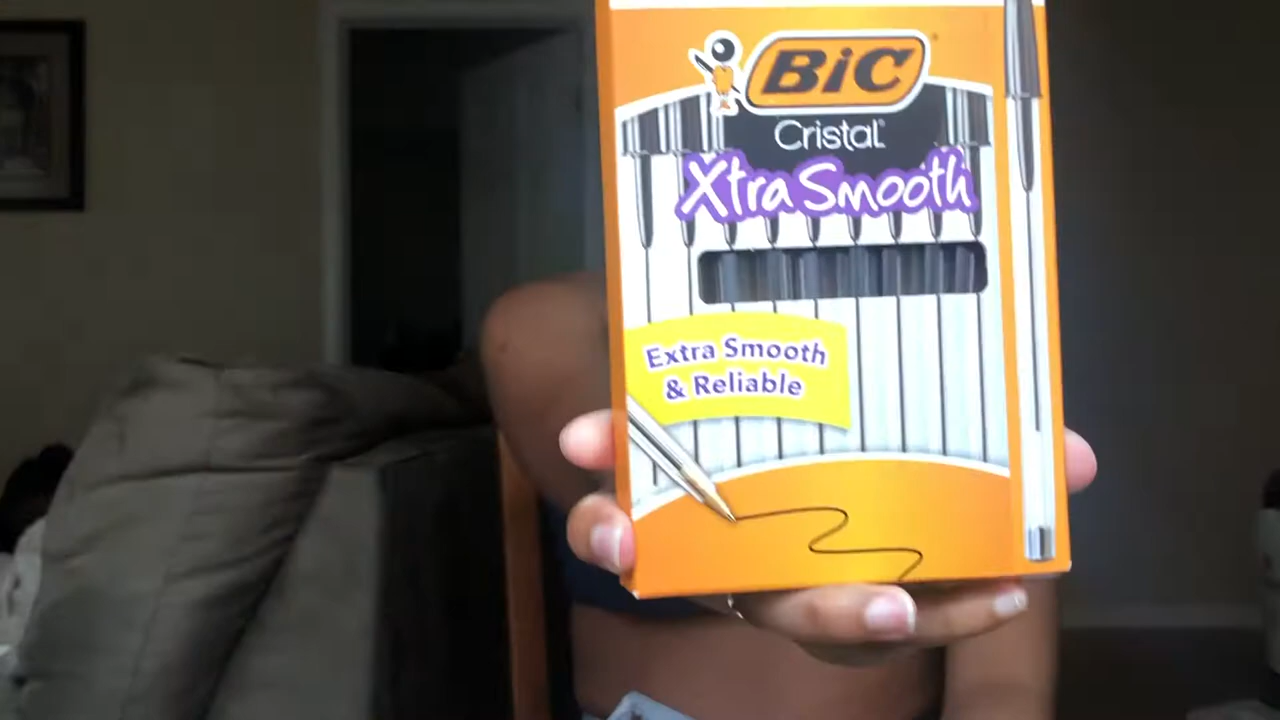 BiC
Cristal
Xtra Smooth
Extra Smooth
& Reliable